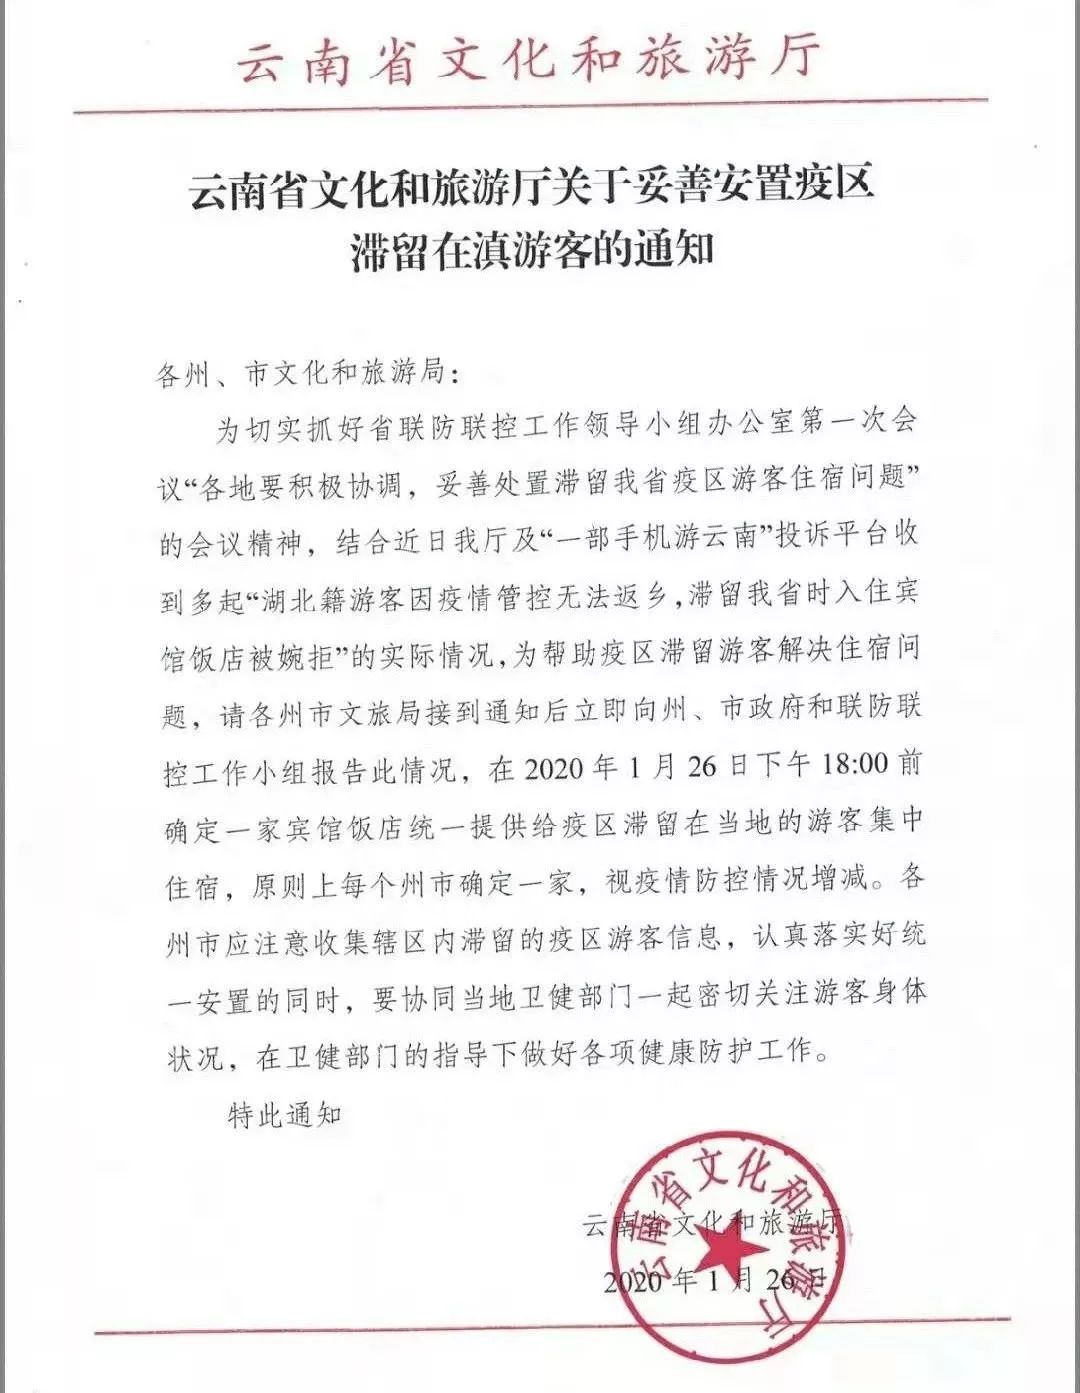 云南省文化和旅游厅
云南省文化和旅游厅关于妥善安置疫区
滞留在滇游客的通知
各州、市文化和旅游局：
为切实抓好省联防联控工作领导小组办公室第一次会
议“各地要积极协调，妥善处置滞留我省疫区游客住宿问题”
的会议精神，结合近日我厅及“一部手机游云南”投诉平台收
到多起“湖北籍游客因疫情管控无法返乡,滞留我省时入住宾
馆饭店被婉拒”的实际情况,为帮助疫区滞留游客解决住宿问
题，请各州市文旅局接到通知后立即向州、市政府和联防联
控工作小组报告此情况，在 2020 年 1 月 26 日下午 18:00 前
确定一家宾馆饭店统一提供给疫区滞留在当地的游客集中
住宿，原则上每个州市确定一家，视疫情防控情况增减。各
州市应注意收集辖区内滞留的疫区游客信息，认真落实好统
一安置的同时，要协同当地卫健部门一起密切关注游客身体
状况，在卫健部门的指导下做好各项健康防护工作。
特此通知
云南省文化和旅游厅
2020 年 1 月 26 日
云南省文化和旅游厅